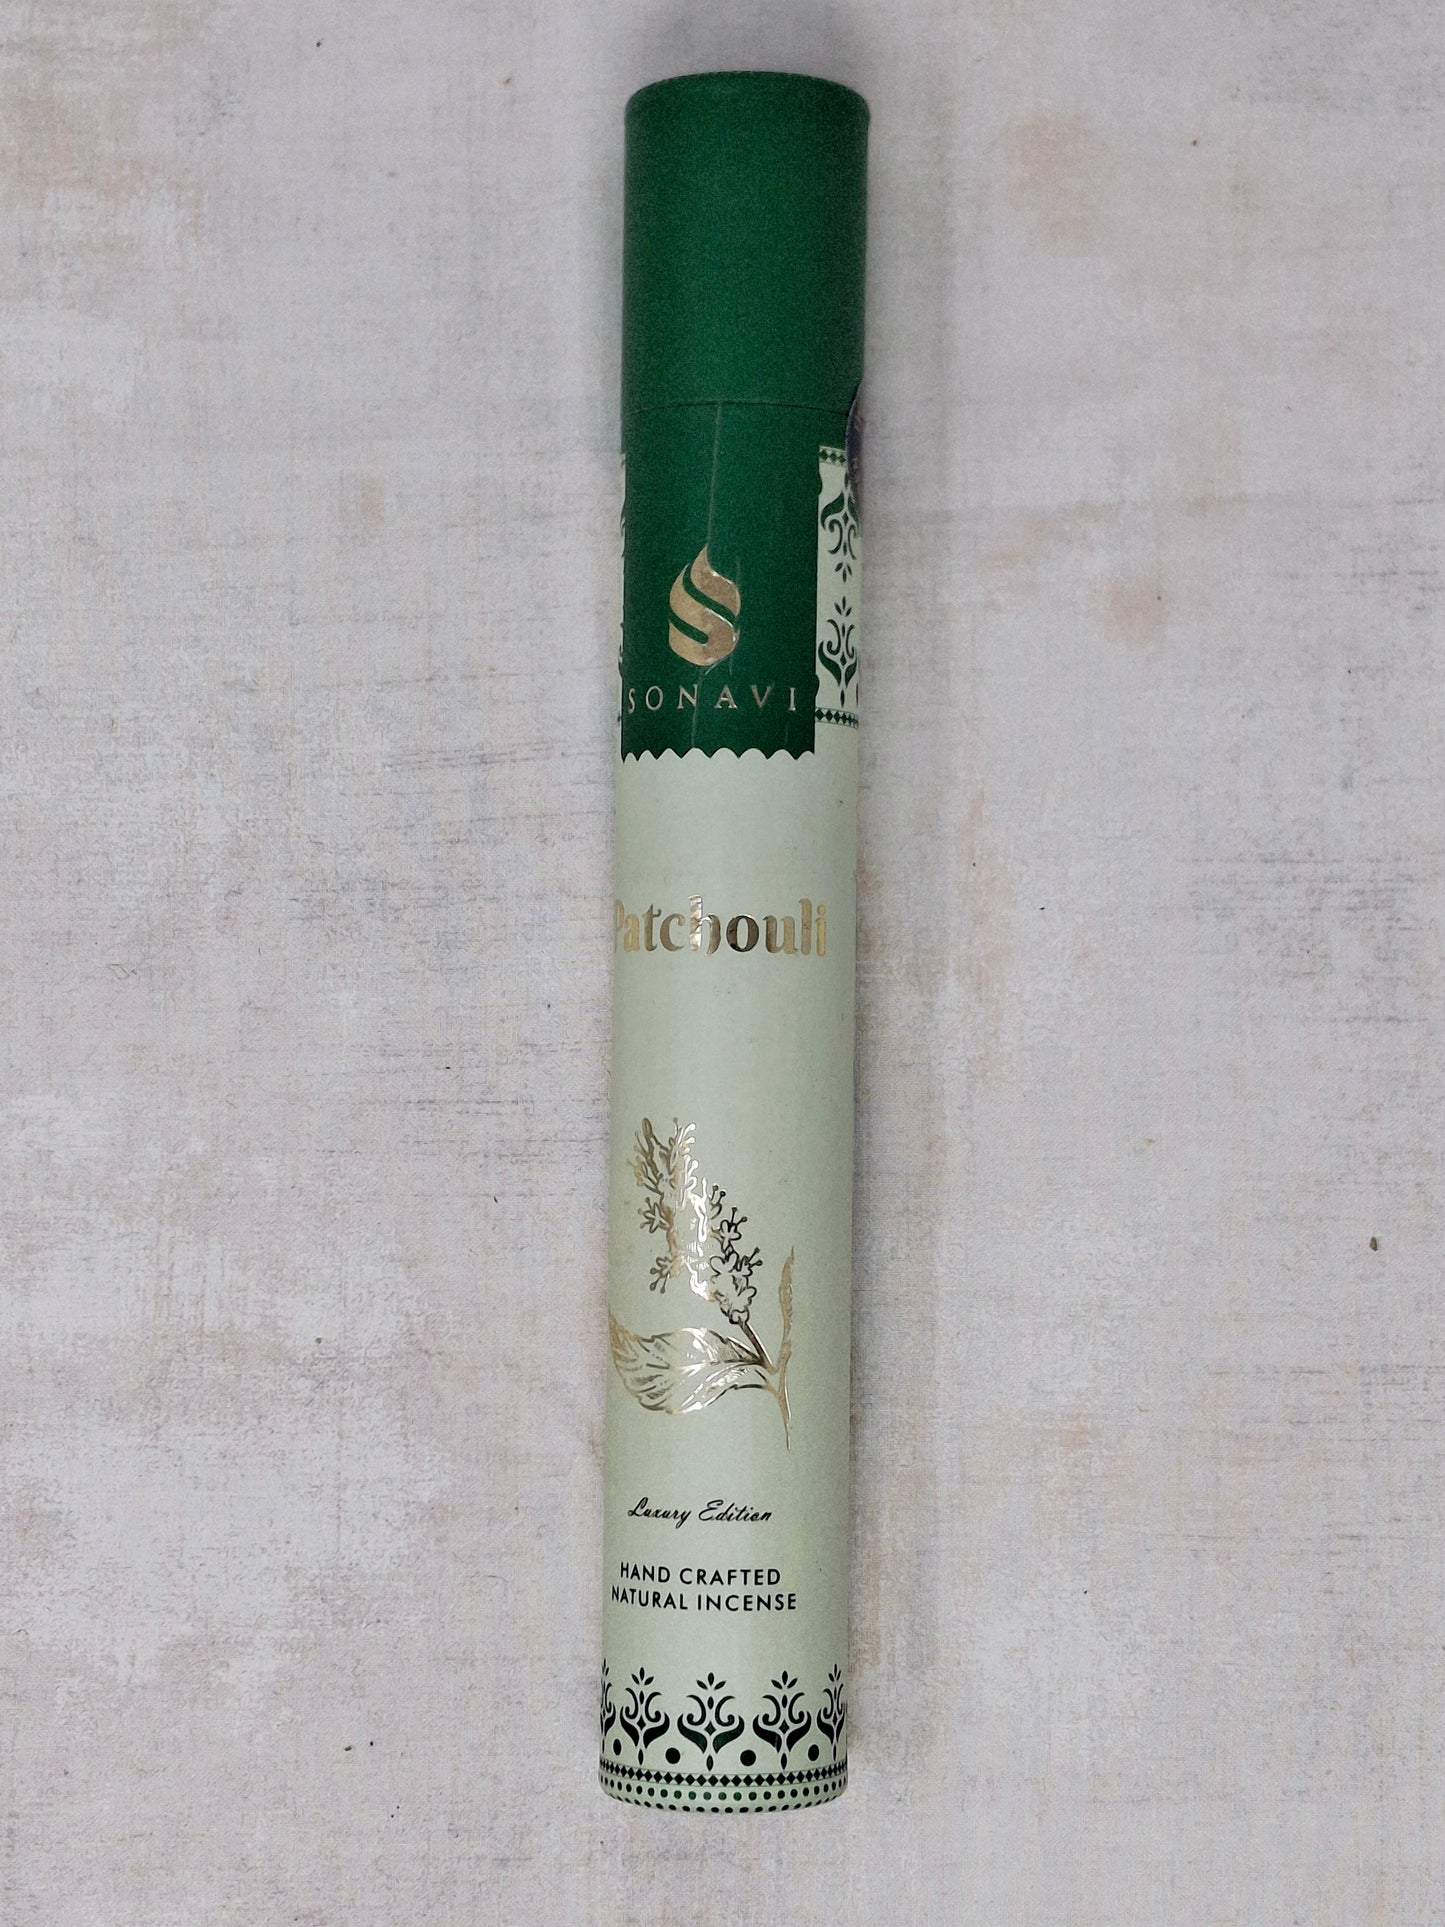 SONAVI
Patchouli
Luxury Edition
HAND CRAFTED
NATURAL INCENSE